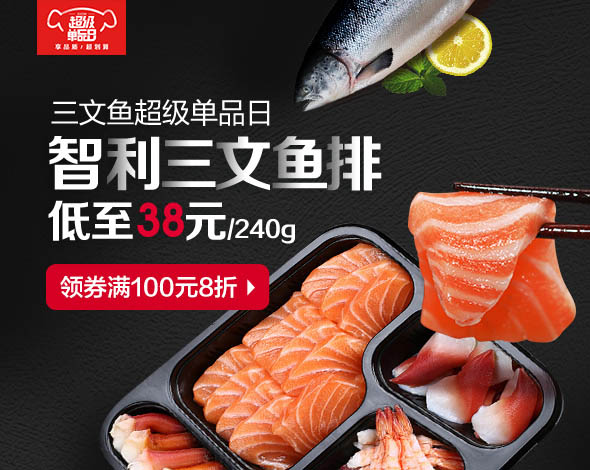 超级
单品日
享品质/超划算
三文鱼超级单品日
智利三文鱼排
低至38元/240g
领券满100元8折